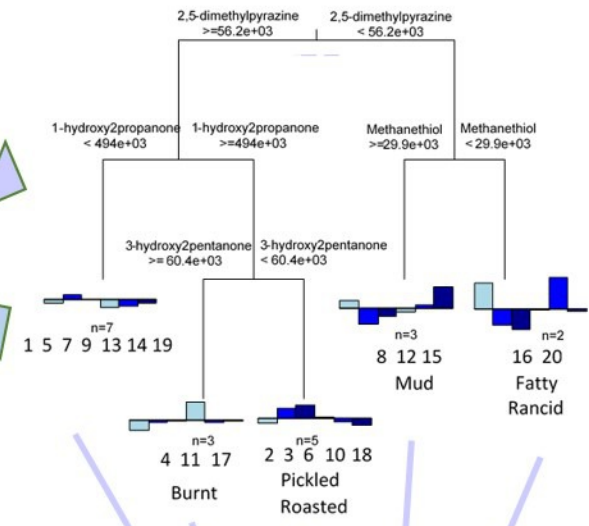 2,5-dimethylpyrazine 2,5-dimethylpyrazine
>=56.2e+03 < 56.2e+03
1-hydroxy2propanone 1-hydroxy2propanone
< 494e+03 >=494e+03
Methanethiol Methanethiol
>=29.9e+03 < 29.9e+03
3-hydroxy2pentanone 3-hydroxy2pentanone
>= 60.4e+03 < 60.4e+03
n=7
1 5 7 9 13 14 19
n=3
8 12 15
Mud
n=2
16 20
Fatty
Rancid
n=3
4 11 17
Burnt
n=5
2 3 6 10 18
Pickled
Roasted